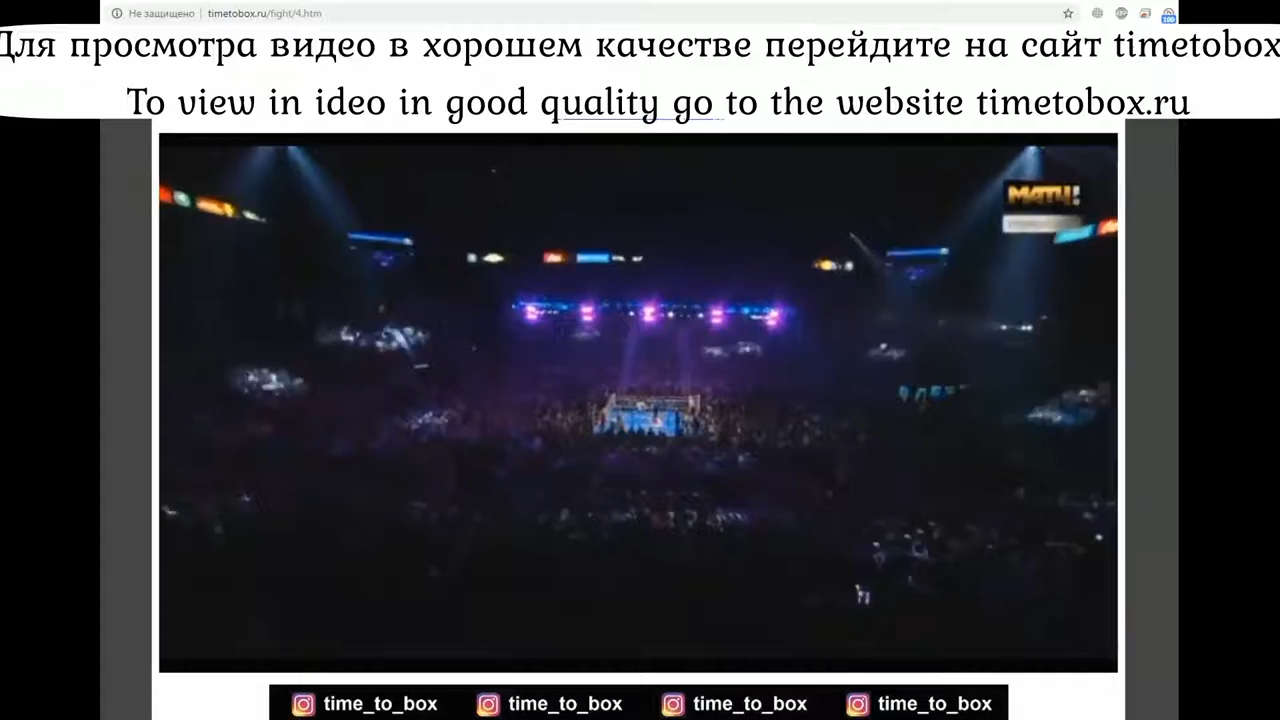 Не защищено | timetobox.ru/fight/4.htm
100
Для просмотра видео в хорошем качестве перейдите на сайт timetobox
To view in ideo in good quality go to the website timetobox.ru
МАТЧ!
time_to_box time_to_box time_to_box time_to_box